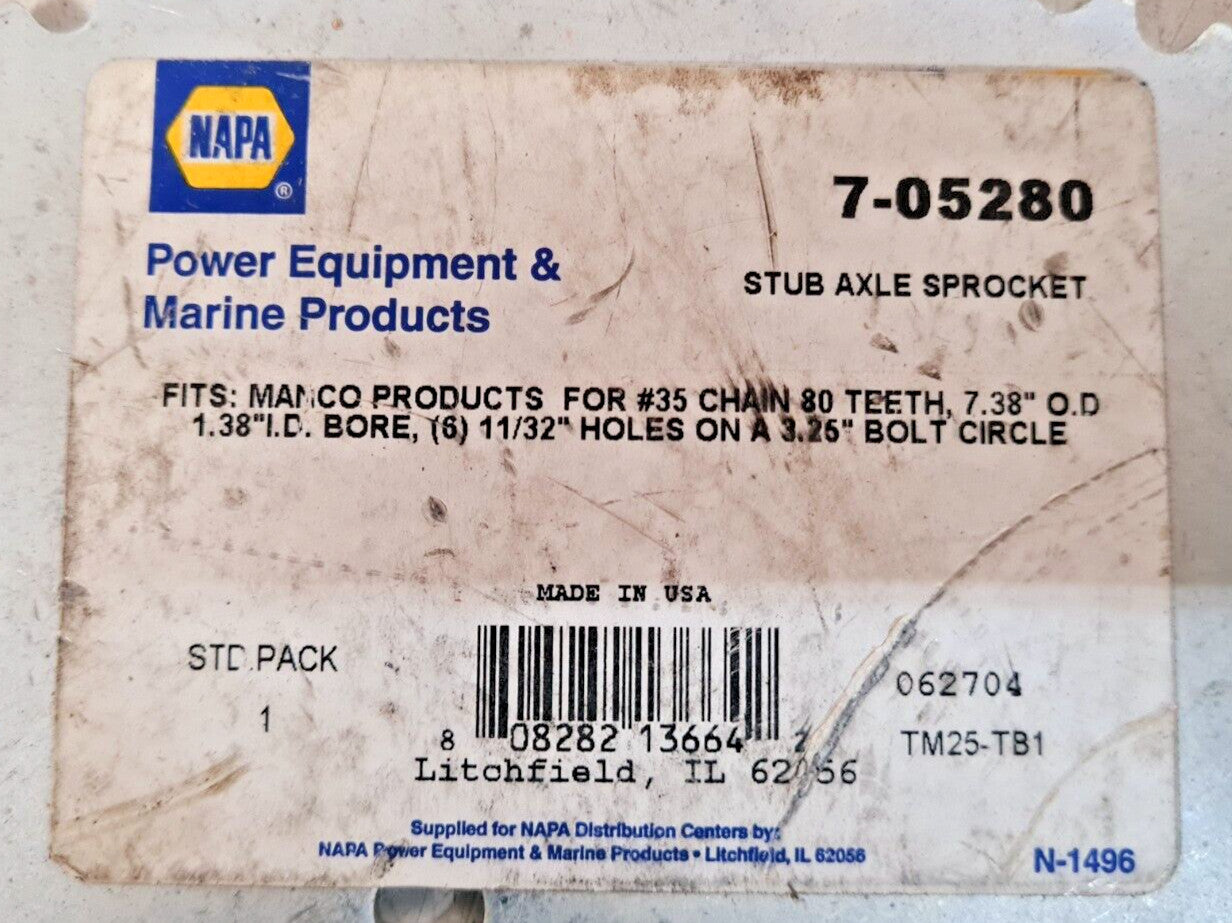 NAPA
®
7-05280
Power Equipment &
Marine Products
STUB AXLE SPROCKET
FITS: MANCO PRODUCTS FOR #35 CHAIN 80 TEETH, 7.38" O.D
1.38"I.D. BORE, (6) 11/32" HOLES ON A 3.25" BOLT CIRCLE
MADE IN USA
STD.PACK
1
8 08282 13664 2
Litchfield, IL 62056
062704
TM25-TB1
Supplied for NAPA Distribution Centers by:
NAPA Power Equipment & Marine Products • Litchfield, IL 62056
N-1496